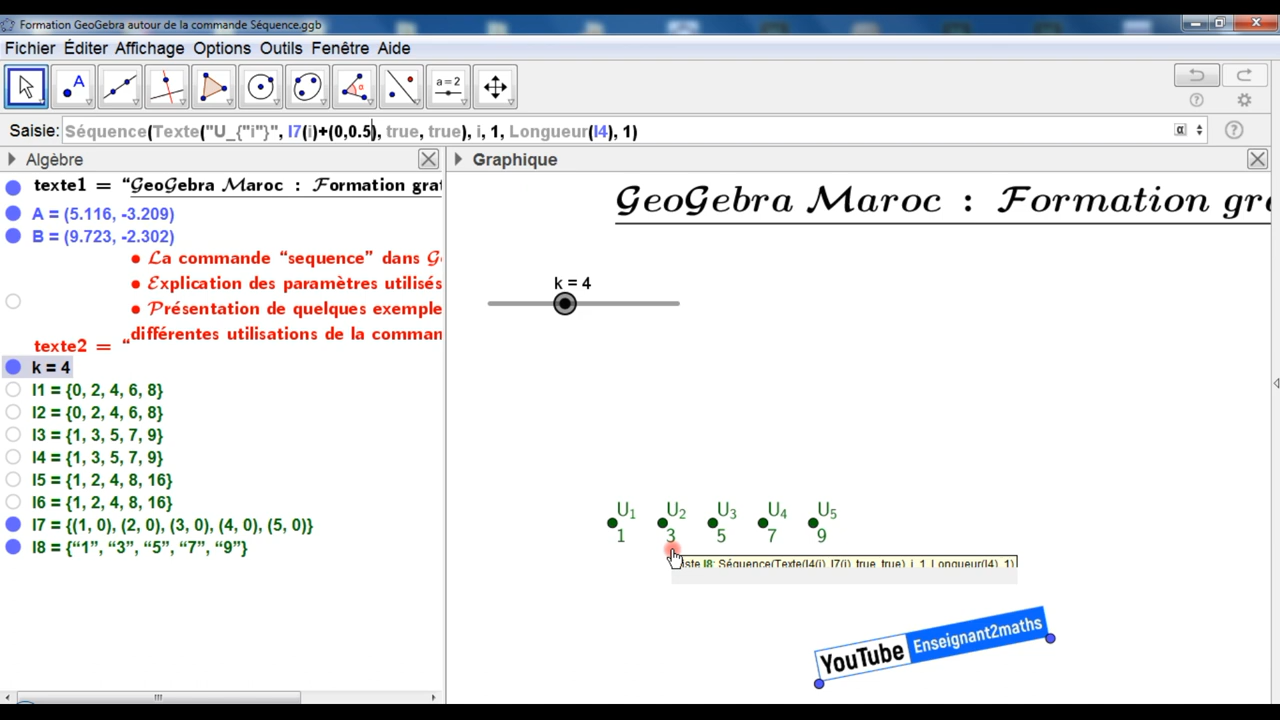 Formation GeoGebra autour de la commande Séquence.ggb
Fichier Éditer Affichage Options Outils Fenêtre Aide
A
α
a=2
Saisie: Séquence(Texte("U_{"i"}", l7(i)+(0,0.5), true, true), i, 1, Longueur(l4), 1)
α
Algèbre
Graphique
texte1 = “GeoGebra Maroc : Formation grat
A = (5.116, -3.209)
B = (9.723, -2.302)
• La commande “sequence” dans G
• Explication des paramètres utilisés
• Présentation de quelques exemple
différentes utilisations de la comman
texte2 = “
k = 4
l1 = {0, 2, 4, 6, 8}
l2 = {0, 2, 4, 6, 8}
l3 = {1, 3, 5, 7, 9}
l4 = {1, 3, 5, 7, 9}
l5 = {1, 2, 4, 8, 16}
l6 = {1, 2, 4, 8, 16}
l7 = {(1, 0), (2, 0), (3, 0), (4, 0), (5, 0)}
l8 = {“1”, “3”, “5”, “7”, “9”}
GeoGebra Maroc : Formation gra
k = 4
U1 U2 U3 U4 U5
1 3 5 7 9
iste l8: Séquence(Texte(l4(i), l7(i), true, true), i, 1, Longueur(l4), 1)
YouTube Enseignant2maths